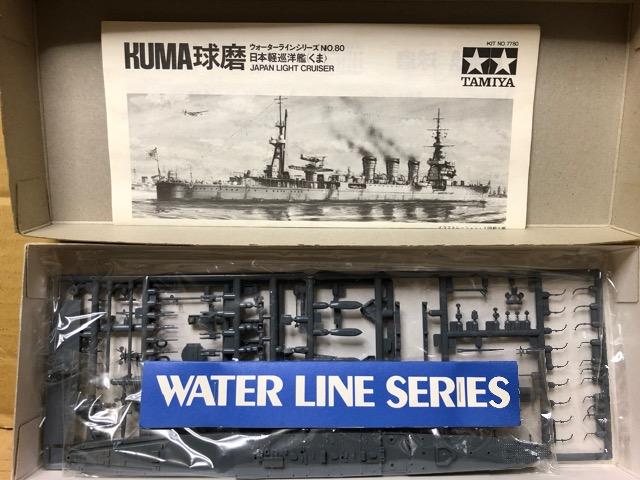 KUMA球磨
ウォーターラインシリーズNO.80
日本軽巡洋艦〈くま〉
JAPAN LIGHT CRUISER
KIT NO.7780
TAMIYA
WATER LINE SERIES